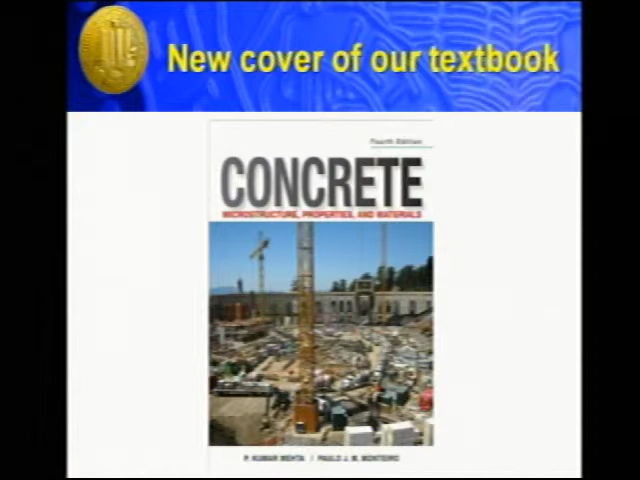 New cover of our textbook
Fourth Edition
CONCRETE
MICROSTRUCTURE, PROPERTIES, AND MATERIALS
P. KUMAR MEHTA / PAULO J. M. MONTEIRO